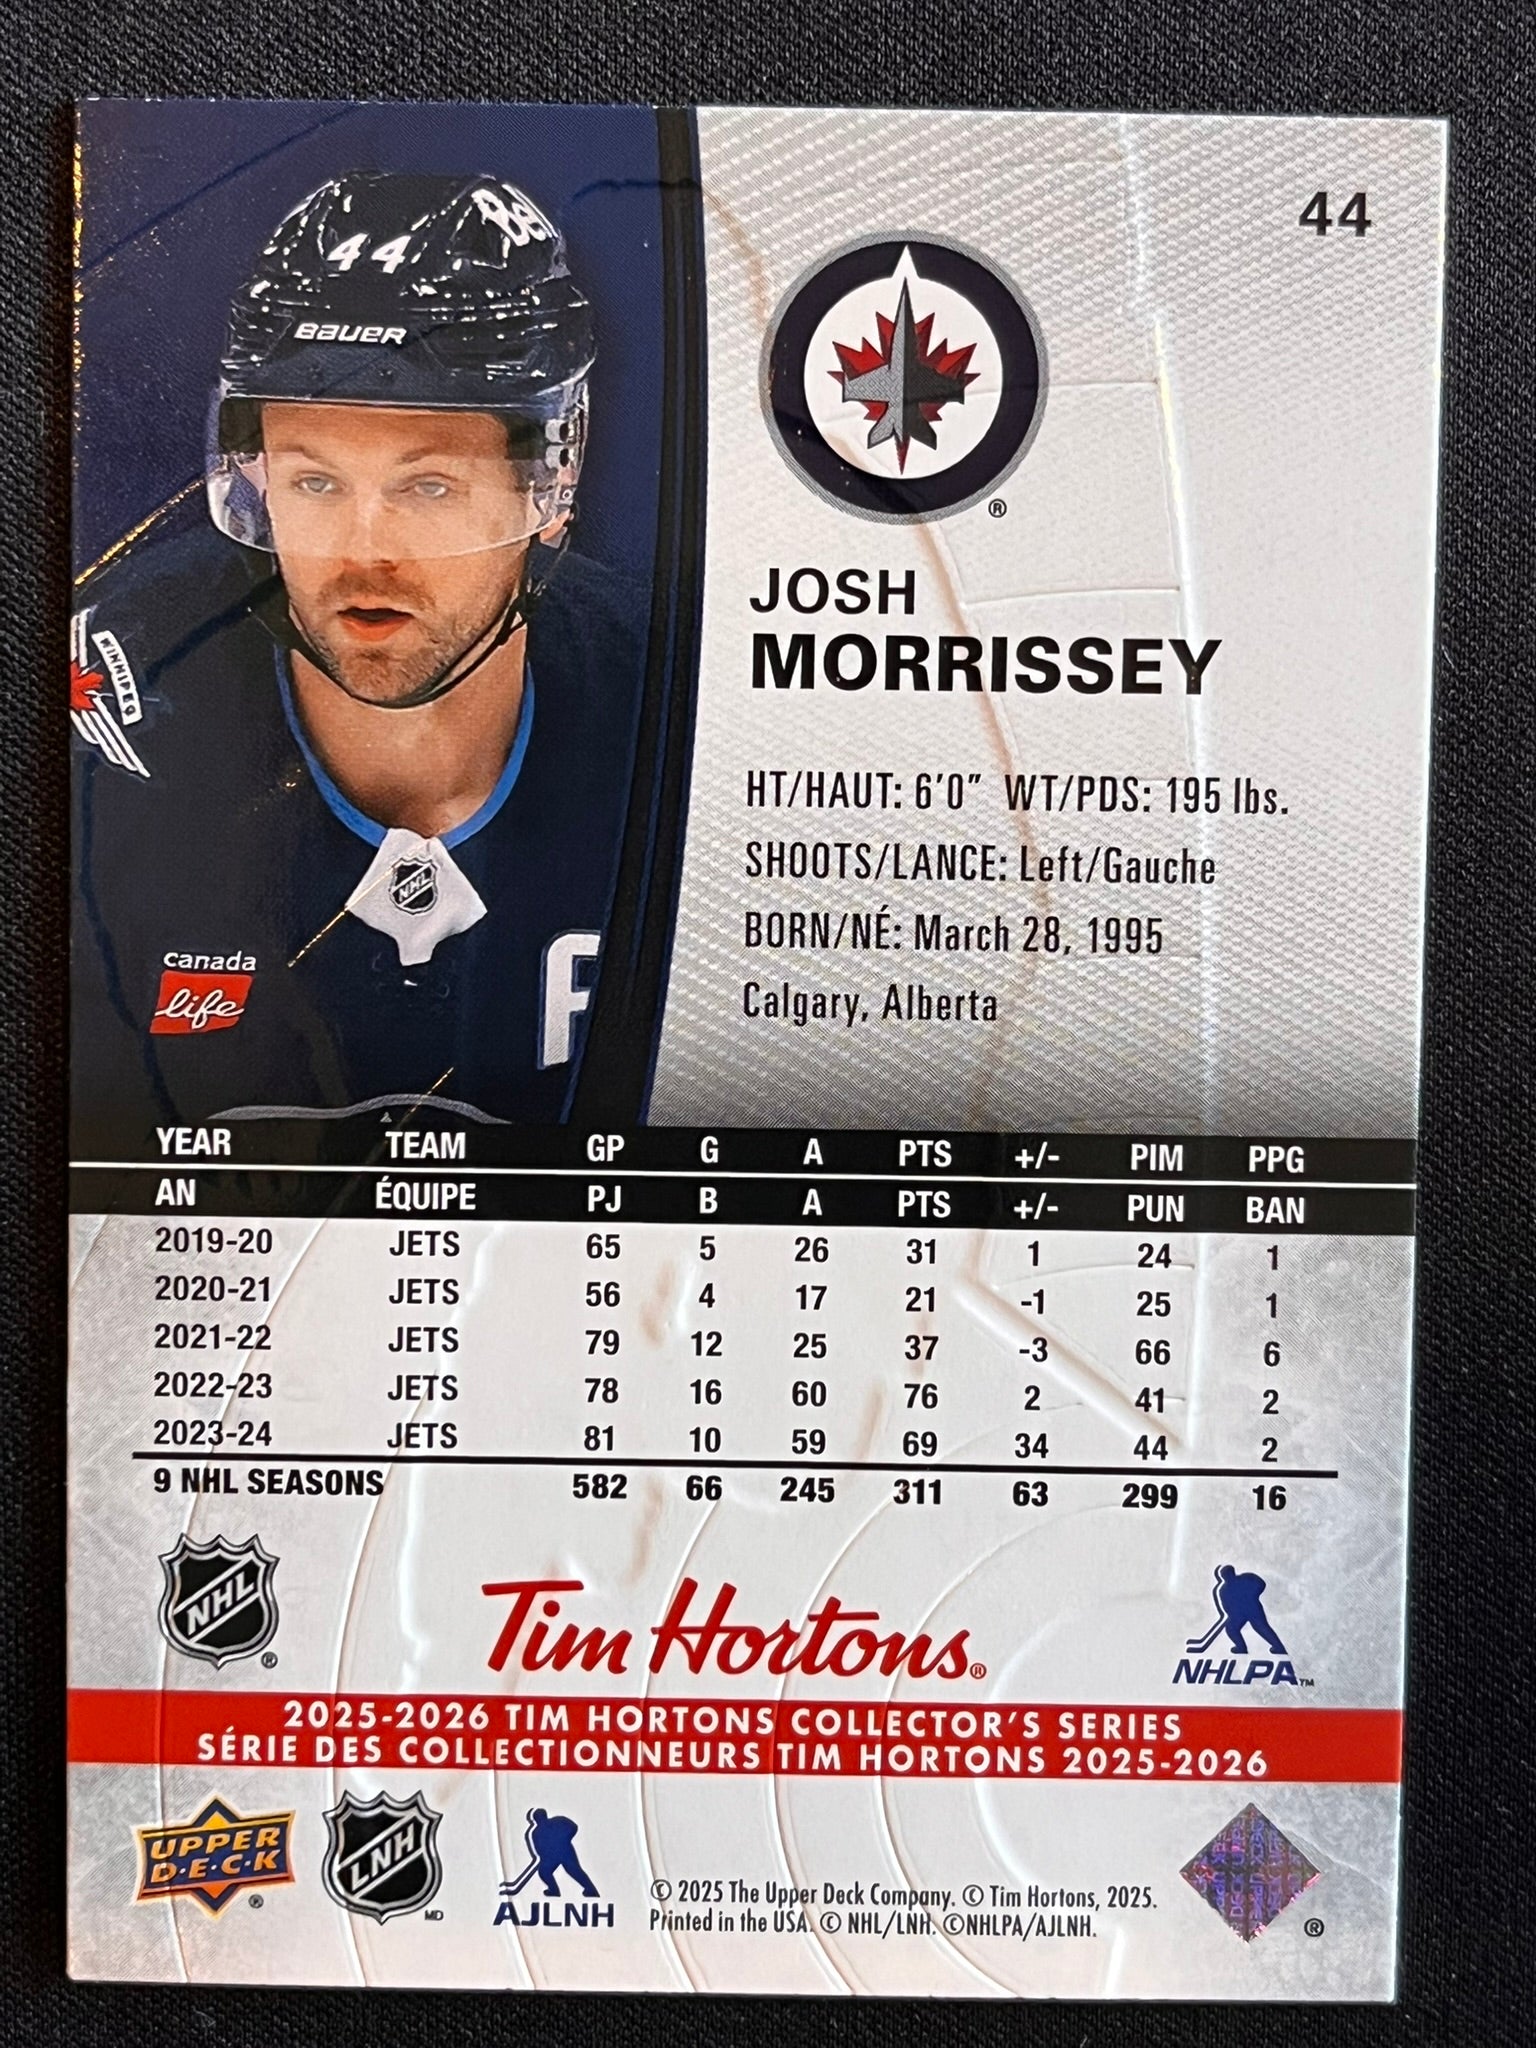 44
44
Bell
BAUER
WINNIPEG
NHL
canada
life
®
JOSH
MORRISSEY
HT/HAUT: 6'0" WT/PDS: 195 lbs.
SHOOTS/LANCE: Left/Gauche
BORN/NÉ: March 28, 1995
Calgary, Alberta
YEAR TEAM GP G A PTS +/- PIM PPG
AN ÉQUIPE PJ B A PTS +/- PUN BAN
2019-20 JETS 65 5 26 31 1 24 1
2020-21 JETS 56 4 17 21 -1 25 1
2021-22 JETS 79 12 25 37 -3 66 6
2022-23 JETS 78 16 60 76 2 41 2
2023-24 JETS 81 10 59 69 34 44 2
9 NHL SEASONS 582 66 245 311 63 299 16
NHL ®
Tim Hortons®
NHLPA™
2025-2026 TIM HORTONS COLLECTOR'S SERIES
SÉRIE DES COLLECTIONNEURS TIM HORTONS 2025-2026
UPPER
D·E·C·K ®
LNH MD
AJLNH
© 2025 The Upper Deck Company. © Tim Hortons, 2025.
Printed in the USA. © NHL/LNH. ©NHLPA/AJLNH.
®